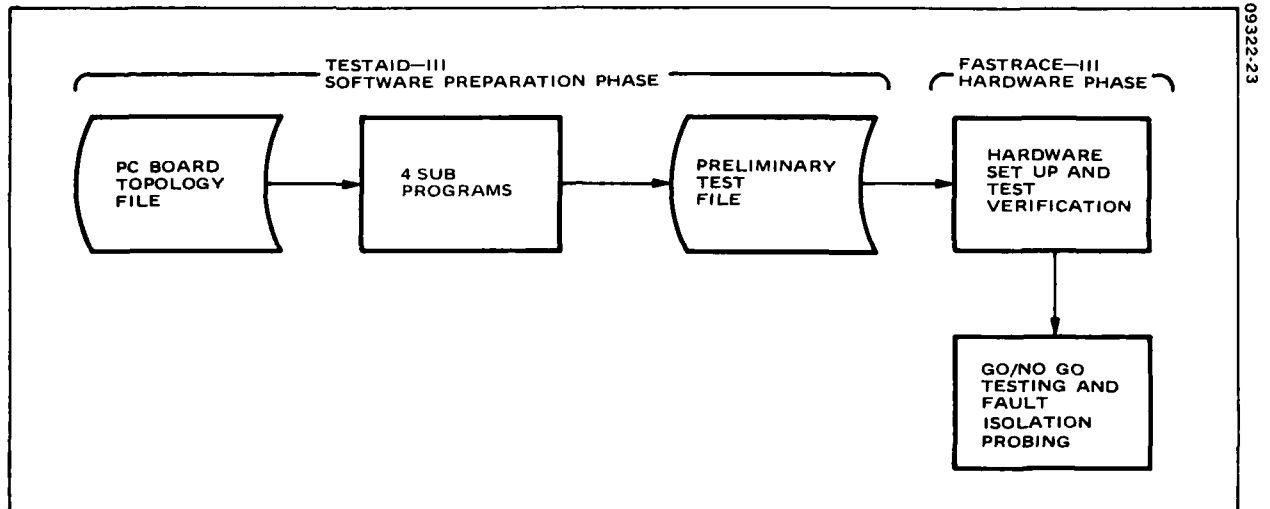 09322-23
TESTAID—III
SOFTWARE PREPARATION PHASE
FASTRACE—III
HARDWARE PHASE
PC BOARD
TOPOLOGY
FILE
4 SUB
PROGRAMS
PRELIMINARY
TEST
FILE
HARDWARE
SET UP AND
TEST
VERIFICATION
GO/NO GO
TESTING AND
FAULT
ISOLATION
PROBING